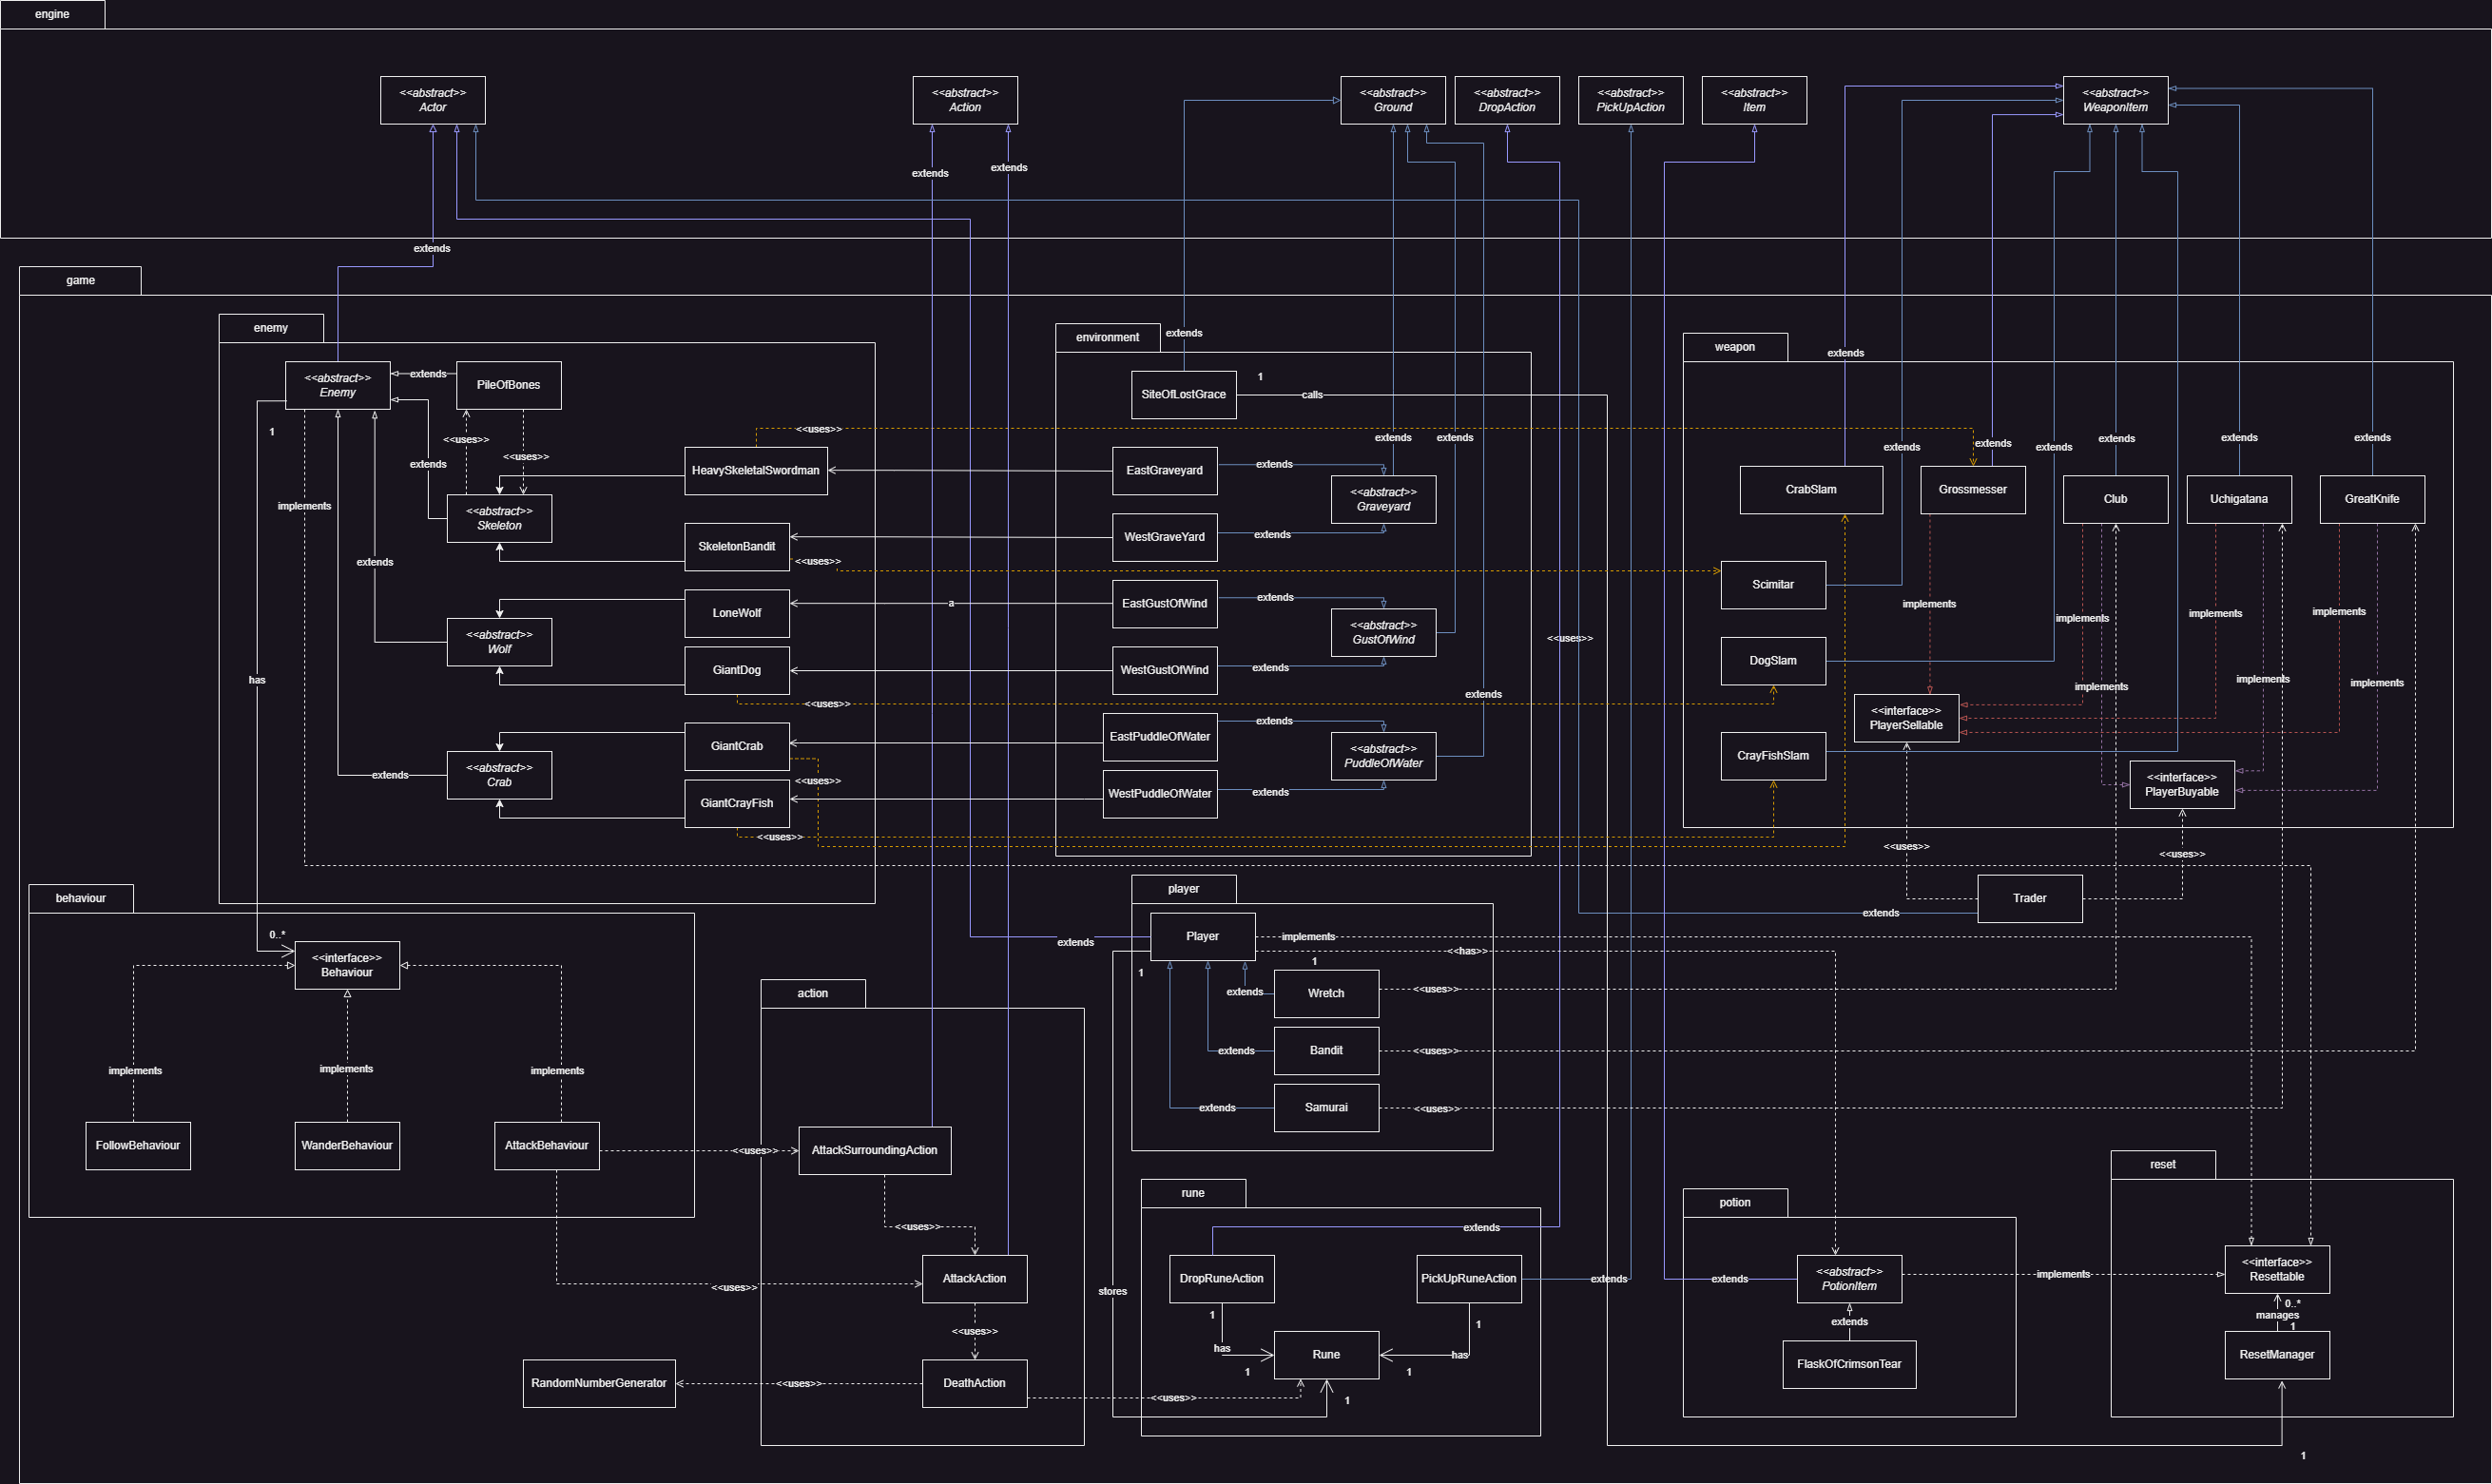 engine
<<abstract>>
Actor
<<abstract>>
Action
<<abstract>>
Ground
<<abstract>>
DropAction
<<abstract>>
PickUpAction
<<abstract>>
Item
<<abstract>>
WeaponItem
extends
extends
extends
game
enemy
environment
weapon
extends
extends
<<abstract>>
Enemy
extends
PileOfBones
SiteOfLostGrace
1
calls
1
<<uses>>
<<uses>>
extends
<<uses>>
extends
extends
extends
extends
extends
extends
extends
extends
HeavySkeletalSwordman
EastGraveyard
extends
<<abstract>>
Graveyard
CrabSlam
Grossmesser
Club
Uchigatana
GreatKnife
implements
<<abstract>>
Skeleton
SkeletonBandit
<<uses>>
WestGraveYard
extends
extends
Scimitar
LoneWolf
a
EastGustOfWind
extends
<<abstract>>
GustOfWind
<<uses>>
implements
implements
implements
implements
<<abstract>>
Wolf
GiantDog
WestGustOfWind
extends
DogSlam
has
<<uses>>
extends
implements
implements
implements
<<interface>>
PlayerSellable
GiantCrab
EastPuddleOfWater
extends
<<abstract>>
PuddleOfWater
CrayFishSlam
extends
<<abstract>>
Crab
<<uses>>
<<interface>>
PlayerBuyable
GiantCrayFish
WestPuddleOfWater
extends
<<uses>>
<<uses>>
<<uses>>
behaviour
player
Trader
extends
0..*
<<interface>>
Behaviour
extends
Player
implements
<<has>>
1
1
action
extends
Wretch
<<uses>>
implements
implements
implements
extends
Bandit
<<uses>>
extends
Samurai
<<uses>>
FollowBehaviour
WanderBehaviour
AttackBehaviour
<<uses>>
AttackSurroundingAction
reset
rune
potion
<<uses>>
extends
<<uses>>
AttackAction
stores
DropRuneAction
PickUpRuneAction
extends
extends
<<abstract>>
PotionItem
implements
<<interface>>
Resettable
0..*
manages
1
1
1
extends
<<uses>>
has
1
Rune
has
1
FlaskOfCrimsonTear
ResetManager
RandomNumberGenerator
<<uses>>
DeathAction
<<uses>>
1
1